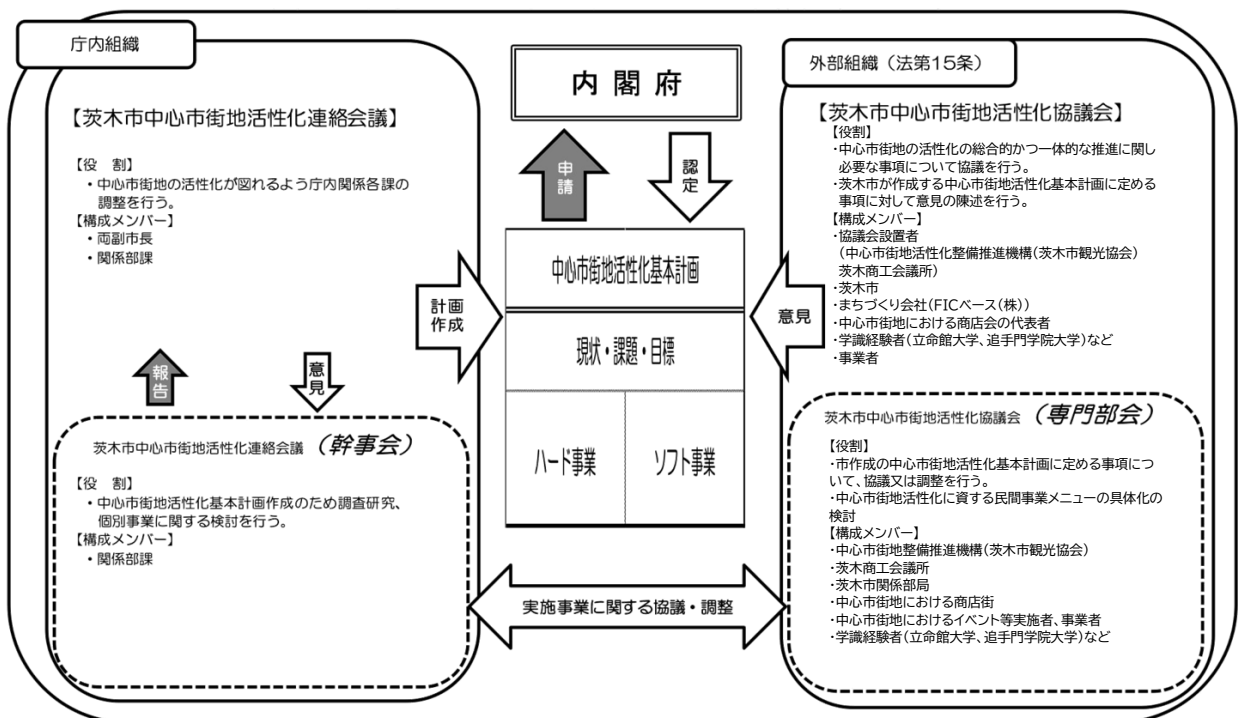 庁内組織
【茨木市中心市街地活性化連絡会議】
【役　割】
・中心市街地の活性化が図れるよう庁内関係各課の
調整を行う。
【構成メンバー】
・両副市長
・関係部課
報告
意見
茨木市中心市街地活性化連絡会議 (幹事会)
【役　割】
・中心市街地活性化基本計画作成のため調査研究、
個別事業に関する検討を行う。
【構成メンバー】
・関係部課
内閣府
申請
認定
計画
作成
中心市街地活性化基本計画
現状・課題・目標
ハード事業
ソフト事業
意見
実施事業に関する協議・調整
外部組織（法第15条）
【茨木市中心市街地活性化協議会】
【役割】
・中心市街地の活性化の総合的かつ一体的な推進に関し
必要な事項について協議を行う。
・茨木市が作成する中心市街地活性化基本計画に定める
事項に対して意見の陳述を行う。
【構成メンバー】
・協議会設置者
(中心市街地活性化整備推進機構(茨木市観光協会)
茨木商工会議所)
・茨木市
・まちづくり会社(FICベース(株))
・中心市街地における商店会の代表者
・学識経験者(立命館大学、追手門学院大学)など
・事業者
茨木市中心市街地活性化協議会 (専門部会)
【役割】
・市作成の中心市街地活性化基本計画に定める事項につ
いて、協議又は調整を行う。
・中心市街地活性化に資する民間事業メニューの具体化の
検討
【構成メンバー】
・中心市街地整備推進機構(茨木市観光協会)
・茨木商工会議所
・茨木市関係部局
・中心市街地における商店街
・中心市街地におけるイベント等実施者、事業者
・学識経験者(立命館大学、追手門学院大学)など